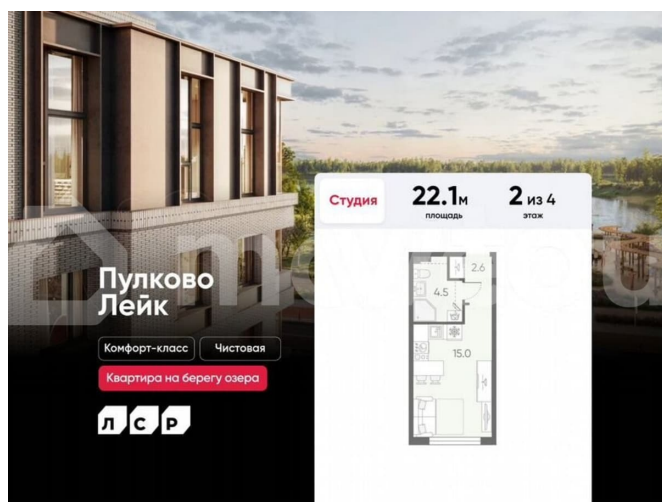 Студия
22.1м
площадь
2 из 4
этаж
Пулково
Лейк
Комфорт-класс
Чистовая
Квартира на берегу озера
ЛСР
2.6
4.5
15.0